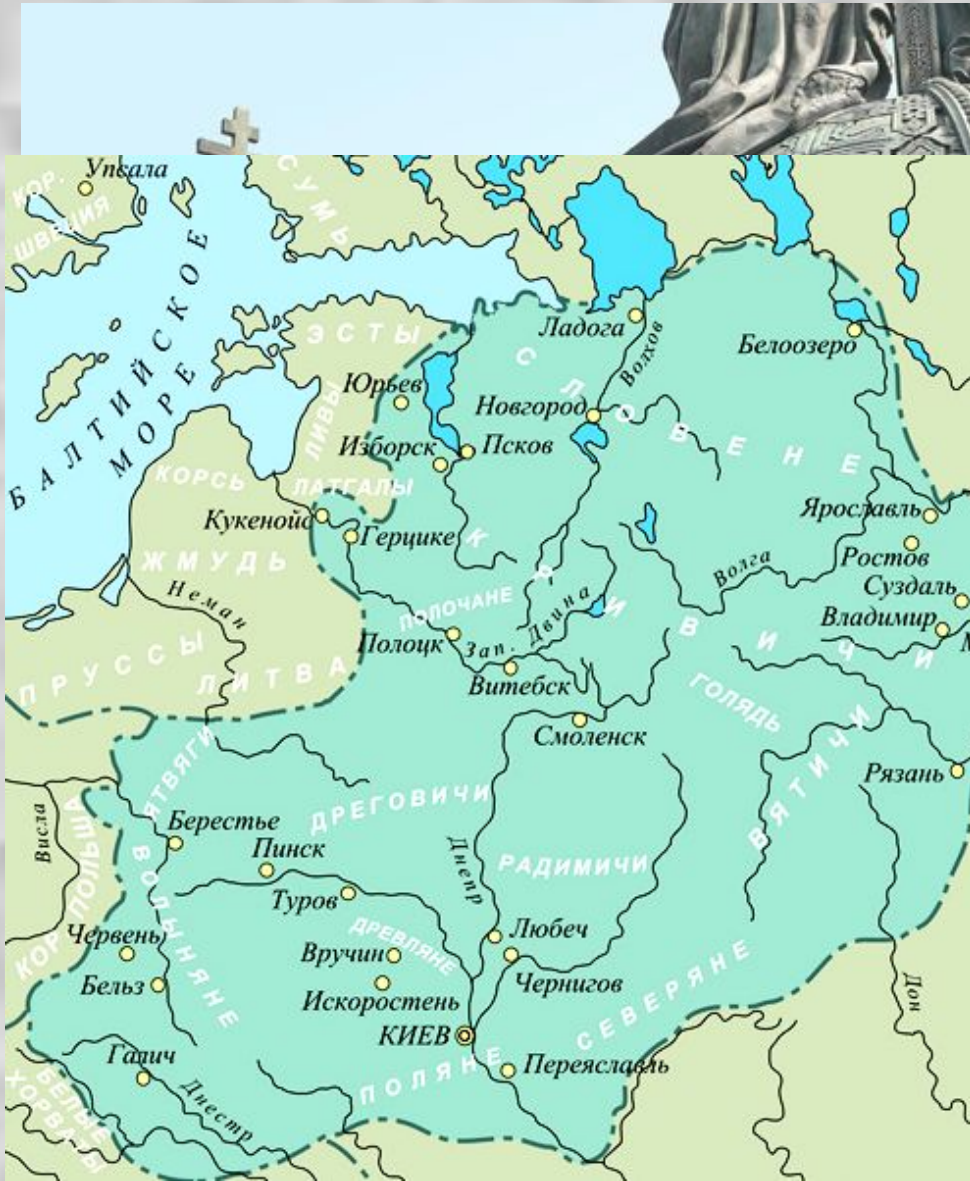 Упсала
КОР. ШВЕЦИЯ
СУМЬ
БАЛТИЙСКОЕ
МОРЕ
ЭСТЫ
Ладога
Волхов
Белоозеро
СЛОВЕНЕ
Юрьев
ЛИВЫ
Новгород
Изборск
Псков
КОРСЬ
ЛАТГАЛЫ
Кукенойс
Герцике
Ярославль
Ростов
ЖМУДЬ
Неман
КРИВИЧИ
Волга
Суздаль
Владимир
М
ПОЛОЧАНЕ
Полоцк
Зап. Двина
Витебск
ПРУССЫ
ЛИТВА
ГОЛЯДЬ
Смоленск
ЯТВЯГИ
ВЯТИЧИ
Рязань
Висла
КОР ПОЛЬША
Берестье
ДРЕГОВИЧИ
Пинск
Днепр
РАДИМИЧИ
Туров
ВОЛЫНЯНЕ
Червень
Бельз
ДРЕВЛЯНЕ
Вручин
Любеч
Чернигов
Искоростень
Дон
КИЕВ
СЕВЕРЯНЕ
Галич
Днестр
ПОЛЯНЕ
Переяславль
БЕЛЫЕ
ХОРВАТЫ